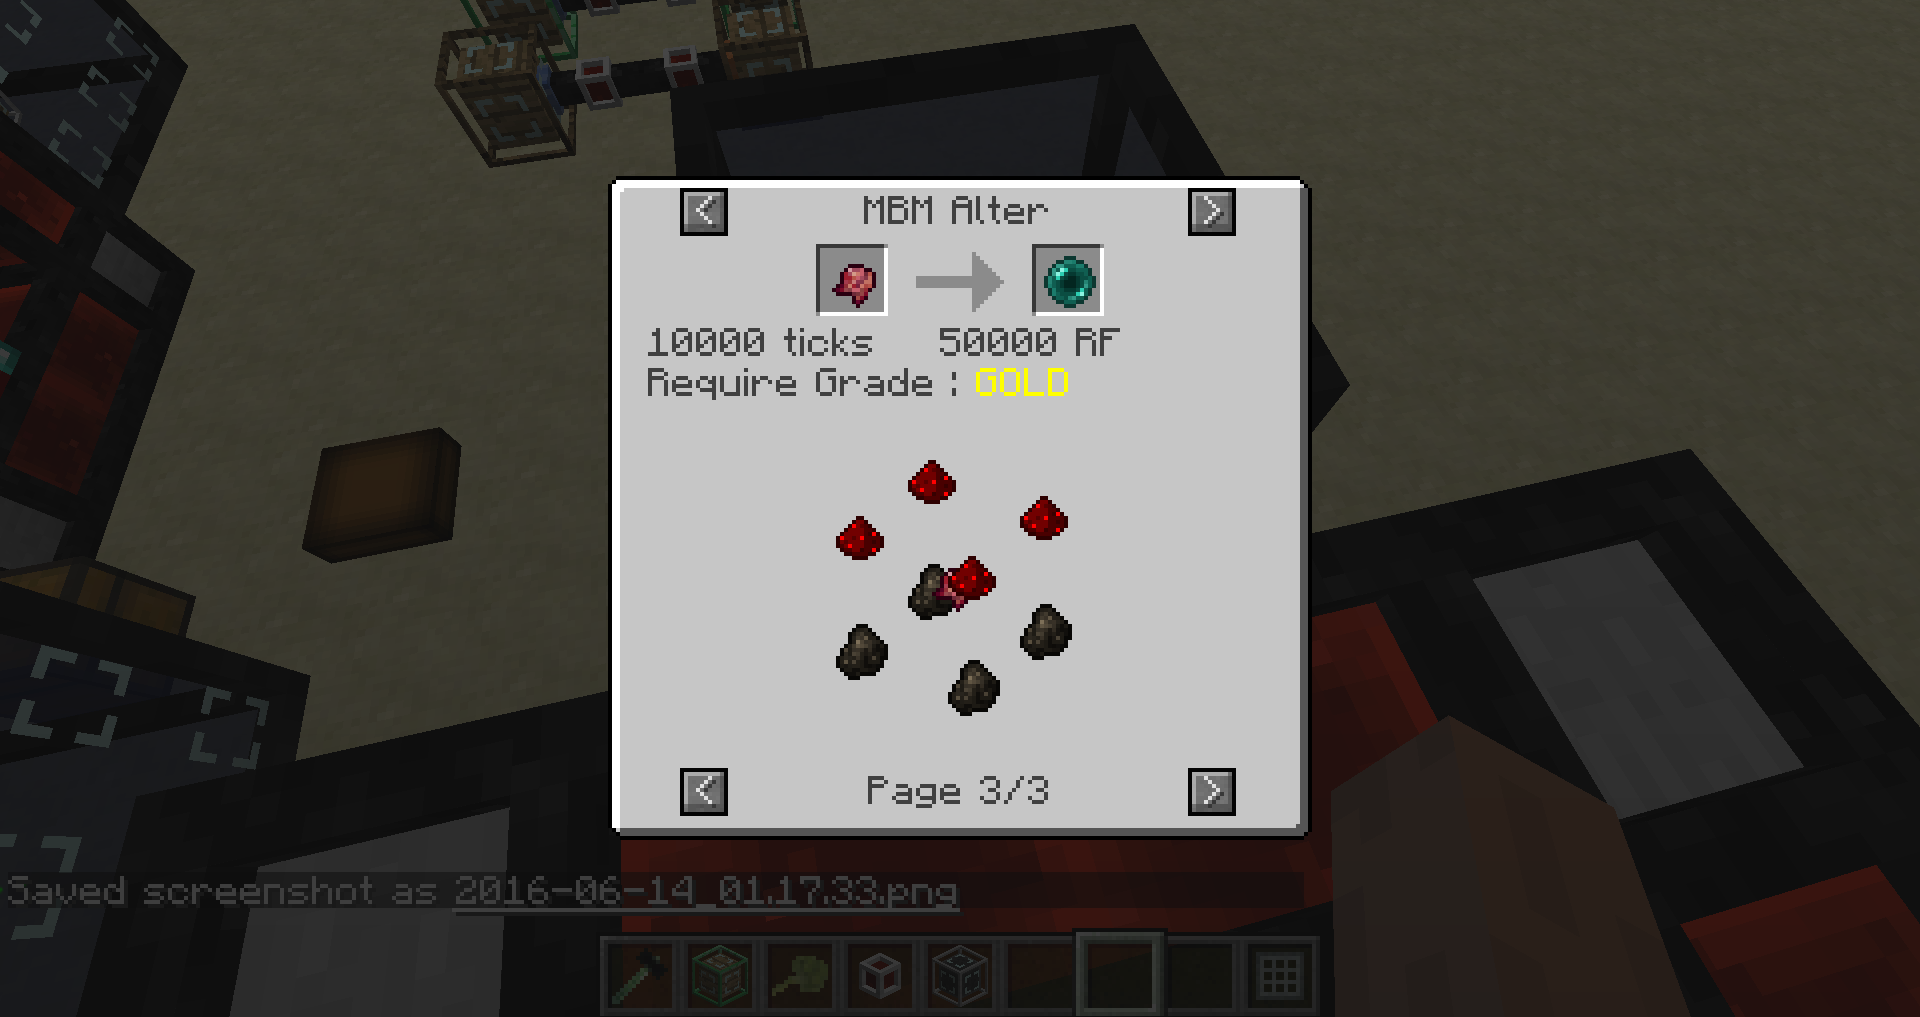 MBM Alter
10000 ticks 50000 RF
Require Grade : GOLD
Page 3/3
Saved screenshot as 2016-06-14_01.17.33.png